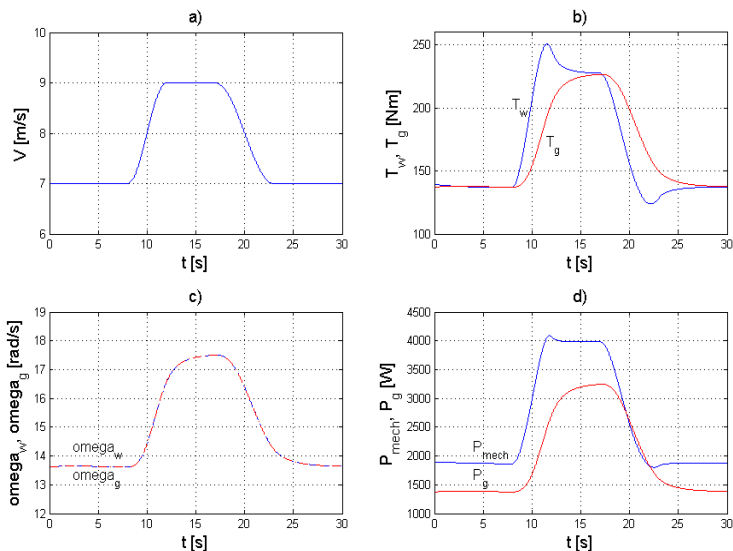 a)
10
9
8
7
6
V [m/s]
0 5 10 15 20 25 30
t [s]
b)
250
200
150
100
T_w, T_g [Nm]
T_w
T_g
0 5 10 15 20 25 30
t [s]
c)
19
18
17
16
15
14
13
12
omega_w, omega_g [rad/s]
omega_w
omega_g
0 5 10 15 20 25 30
t [s]
d)
4500
4000
3500
3000
2500
2000
1500
1000
P_mech, P_g [W]
P_mech
P_g
0 5 10 15 20 25 30
t [s]